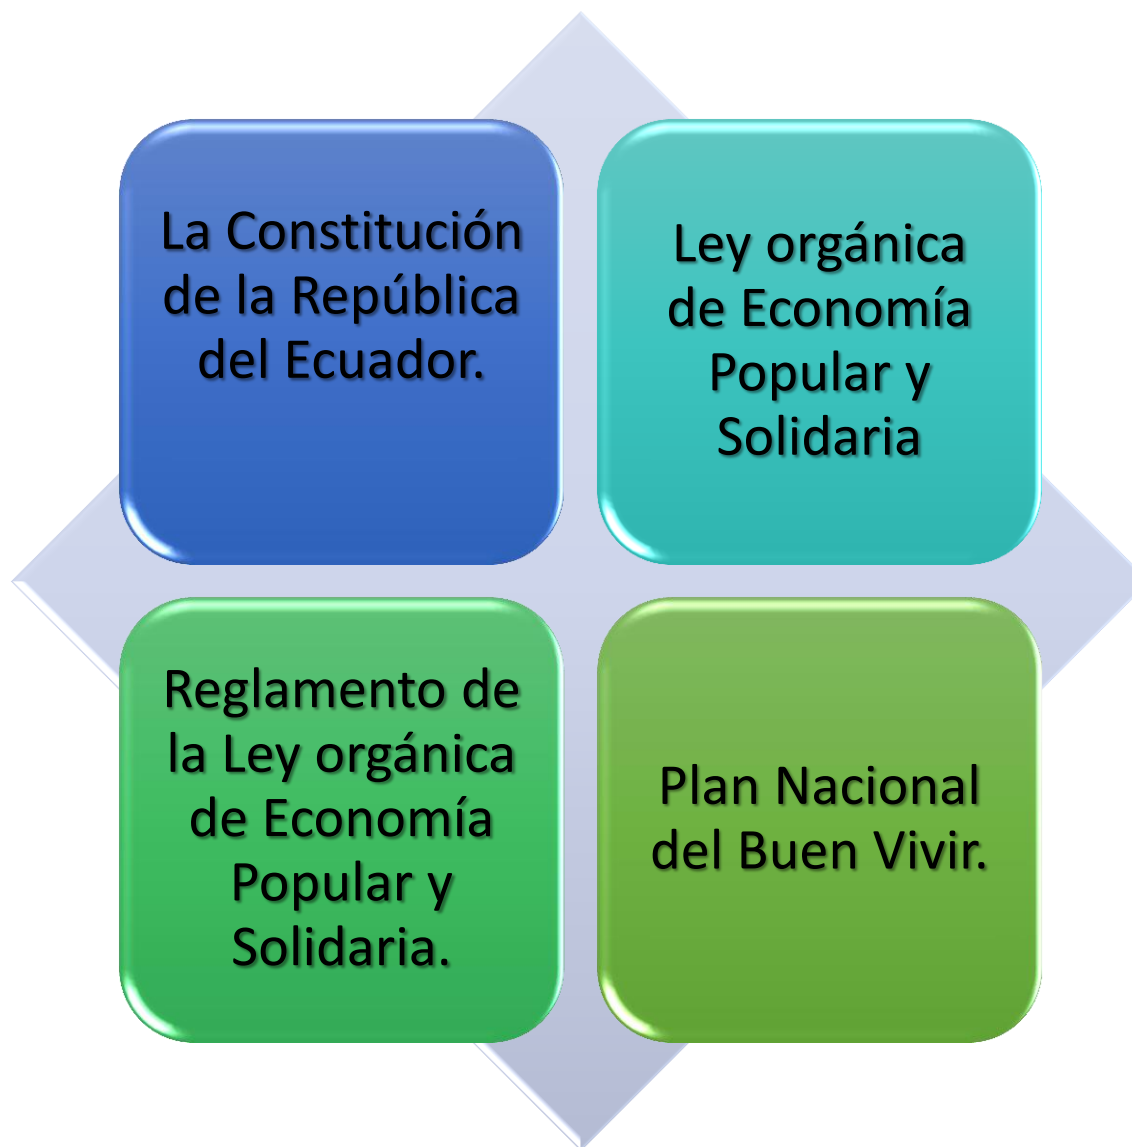 La Constitución
de la República
del Ecuador.
Ley orgánica
de Economía
Popular y
Solidaria
Reglamento de
la Ley orgánica
de Economía
Popular y
Solidaria.
Plan Nacional
del Buen Vivir.